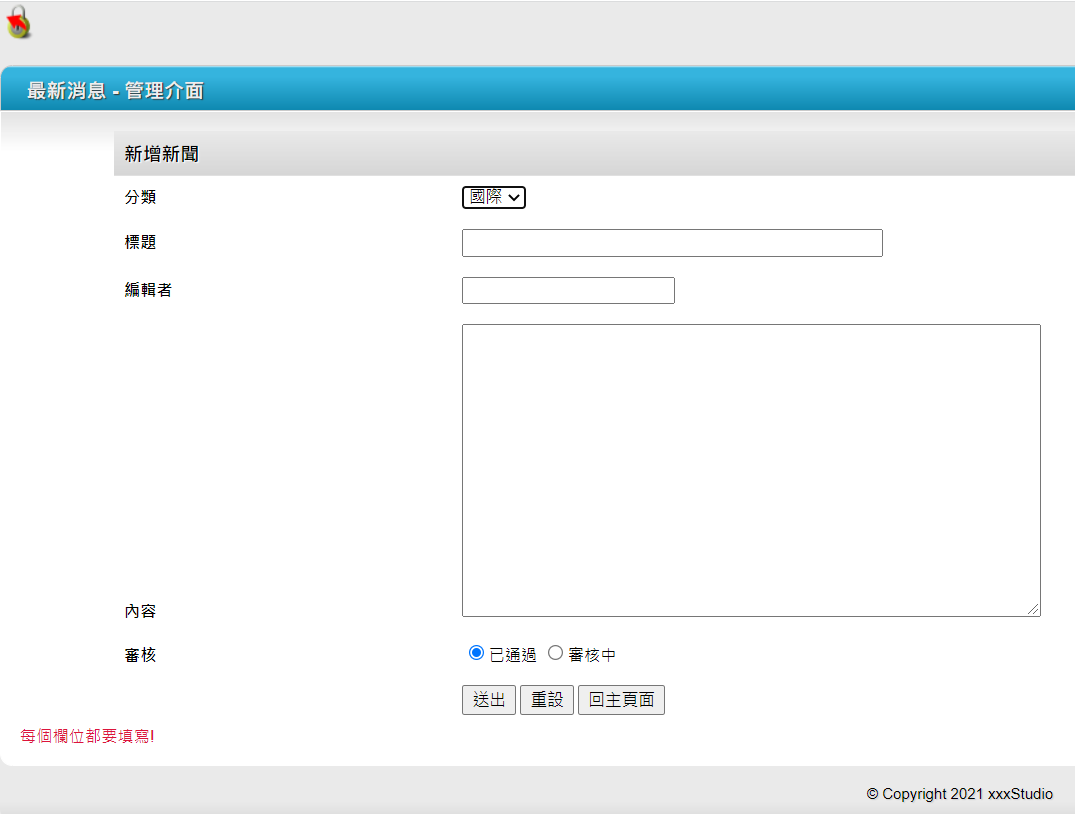 最新消息 - 管理介面
新增新聞
分類 國際
標題
編輯者
內容
審核 已通過 審核中
送出 重設 回主頁面
每個欄位都要填寫!
© Copyright 2021 xxxStudio